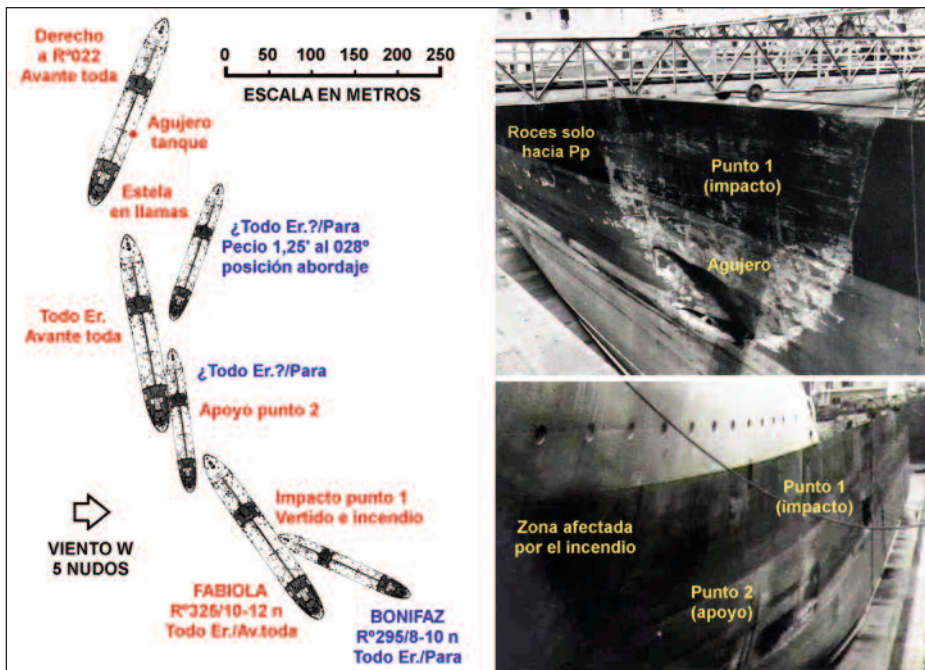 Derecho
a Rº022
Avante toda
0 50 100 150 200 250
ESCALA EN METROS
Agujero
tanque
Estela
en llamas
¿Todo Er.?/Para
Pecio 1,25' al 028º
posición abordaje
Todo Er.
Avante toda
¿Todo Er.?/Para
Apoyo punto 2
Impacto punto 1
Vertido e incendio
VIENTO W
5 NUDOS
FABIOLA
Rº325/10-12 n
Todo Er./Av.toda
BONIFAZ
Rº295/8-10 n
Todo Er./Para
Roces solo
hacia Pp
Punto 1
(impacto)
Agujero
Punto 1
(impacto)
Zona afectada
por el incendio
Punto 2
(apoyo)